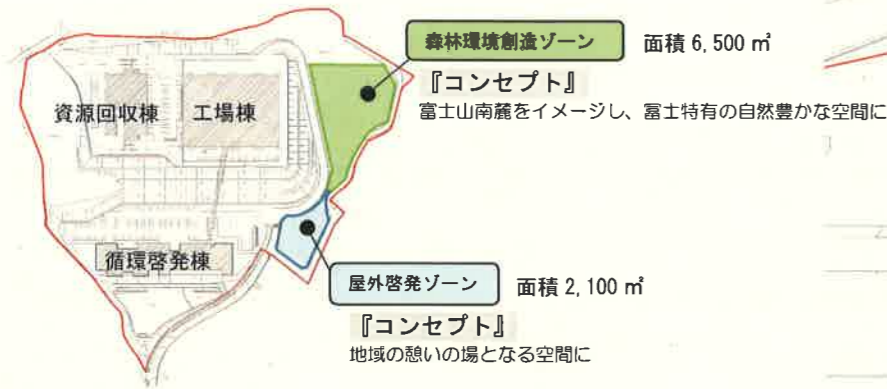 森林環境創造ゾーン 面積 6,500 ㎡
『コンセプト』
富士山南麓をイメージし、冨士特有の自然豊かな空間に
資源回収棟 工場棟
循環啓発棟
屋外啓発ゾーン 面積 2,100 ㎡
『コンセプト』
地域の憩いの場となる空間に